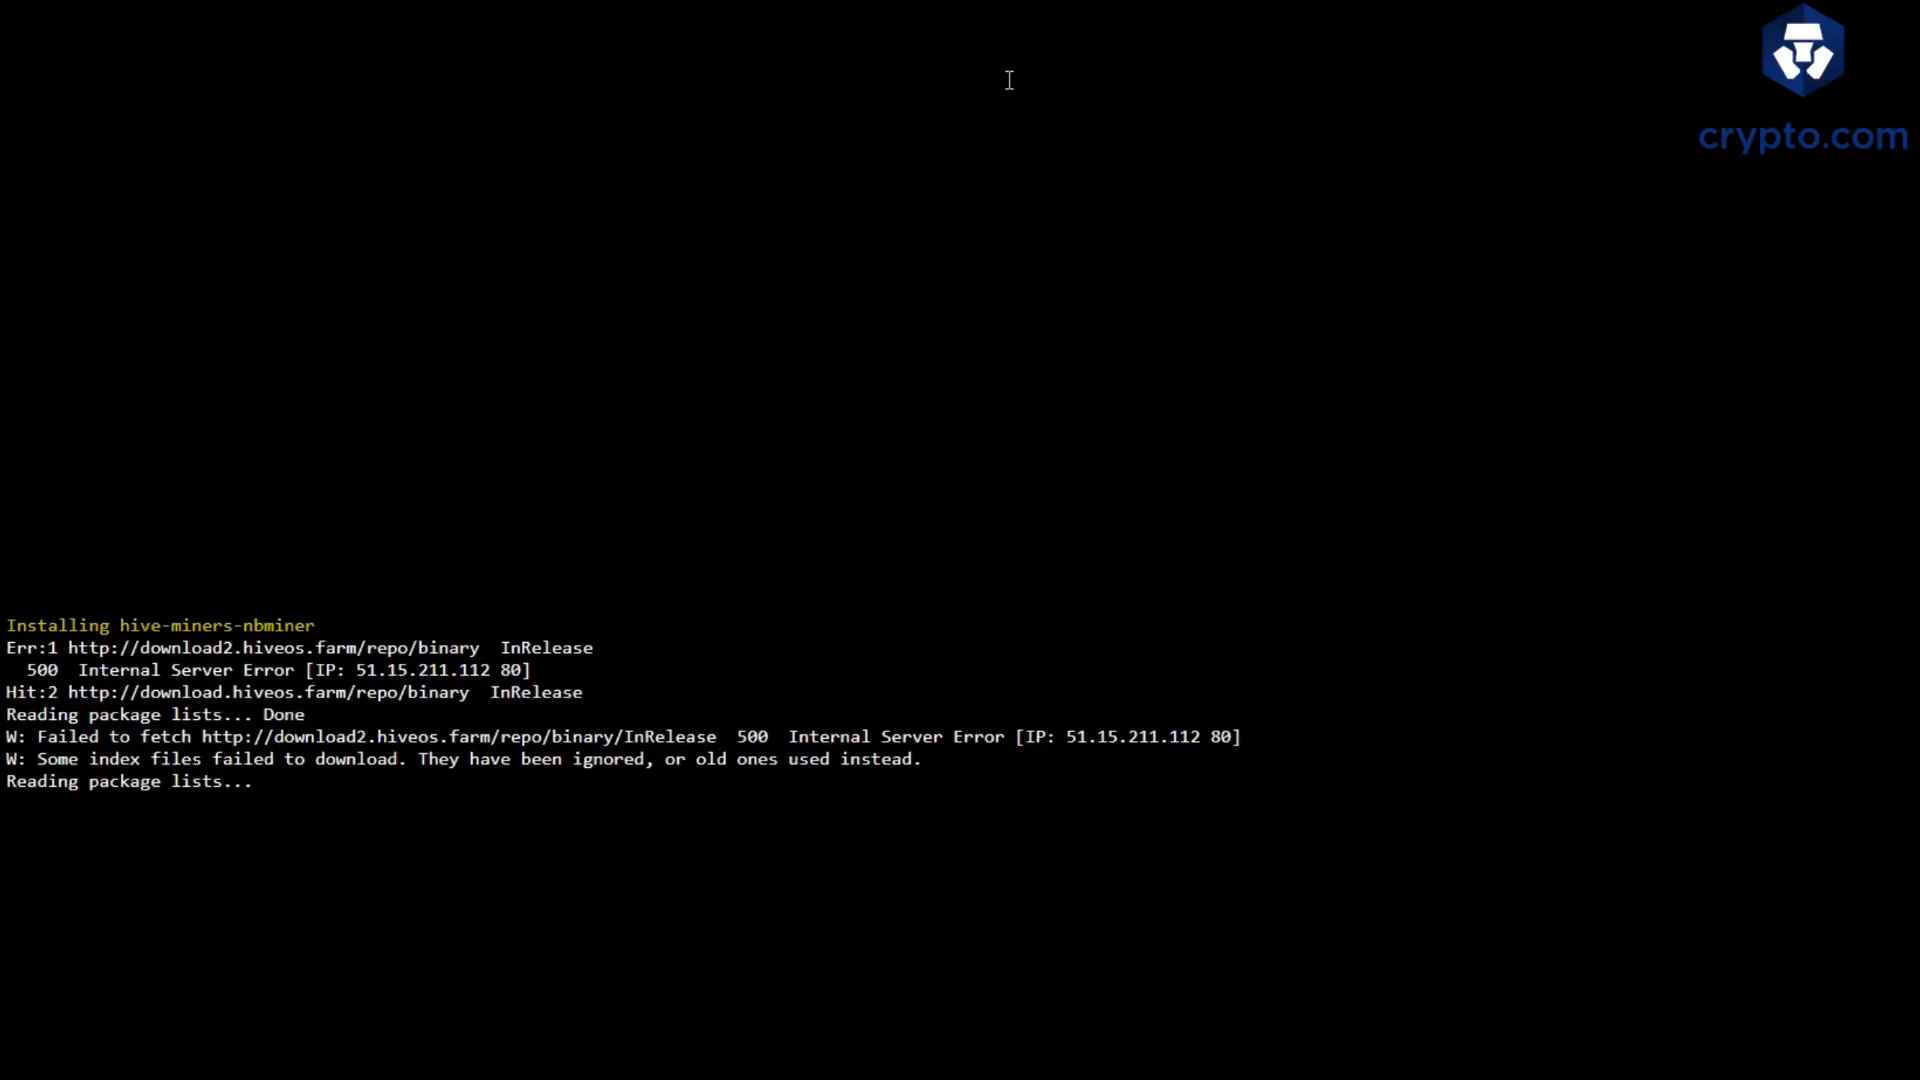 crypto.com
Installing hive-miners-nbminer
Err:1 http://download2.hiveos.farm/repo/binary  InRelease
  500  Internal Server Error [IP: 51.15.211.112 80]
Hit:2 http://download.hiveos.farm/repo/binary  InRelease
Reading package lists... Done
W: Failed to fetch http://download2.hiveos.farm/repo/binary/InRelease  500  Internal Server Error [IP: 51.15.211.112 80]
W: Some index files failed to download. They have been ignored, or old ones used instead.
Reading package lists...